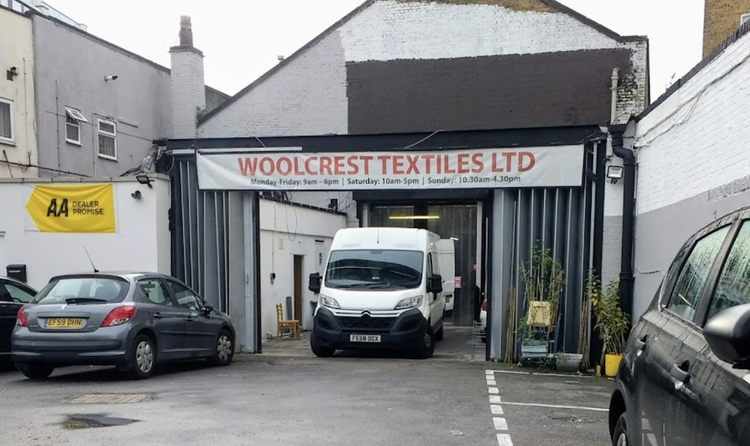 WOOLCREST TEXTILES LTD
Monday-Friday: 9am - 6pm | Saturday: 10am-5pm | Sunday: 10.30am-4.30pm
AA DEALER
PROMISE
EF59 DHN
FE68 OGX